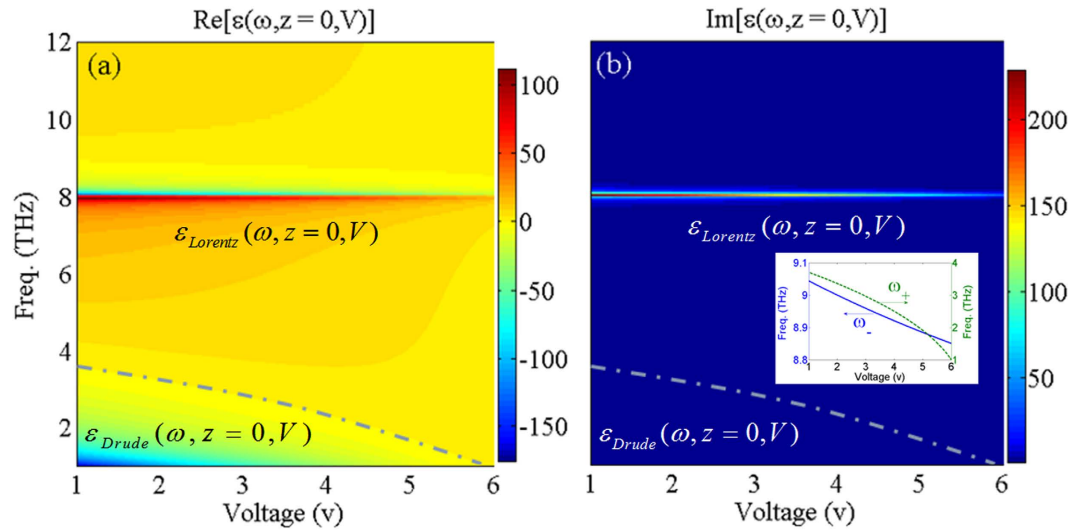 Re[ε(ω,z = 0,V)]
(a)
12
10
8
6
4
2
Freq. (THz)
1 2 3 4 5 6
Voltage (v)
ε_Lorentz (ω, z = 0, V)
ε_Drude (ω, z = 0, V)
100
50
0
-50
-100
-150
Im[ε(ω,z = 0,V)]
(b)
ε_Lorentz (ω, z = 0, V)
9.1
9
8.9
8.8
Freq. (THz)
ω+
ω-
4
3
2
1
Freq. (THz)
1 2 3 4 5 6
Voltage (v)
ε_Drude (ω, z = 0, V)
1 2 3 4 5 6
Voltage (v)
200
150
100
50